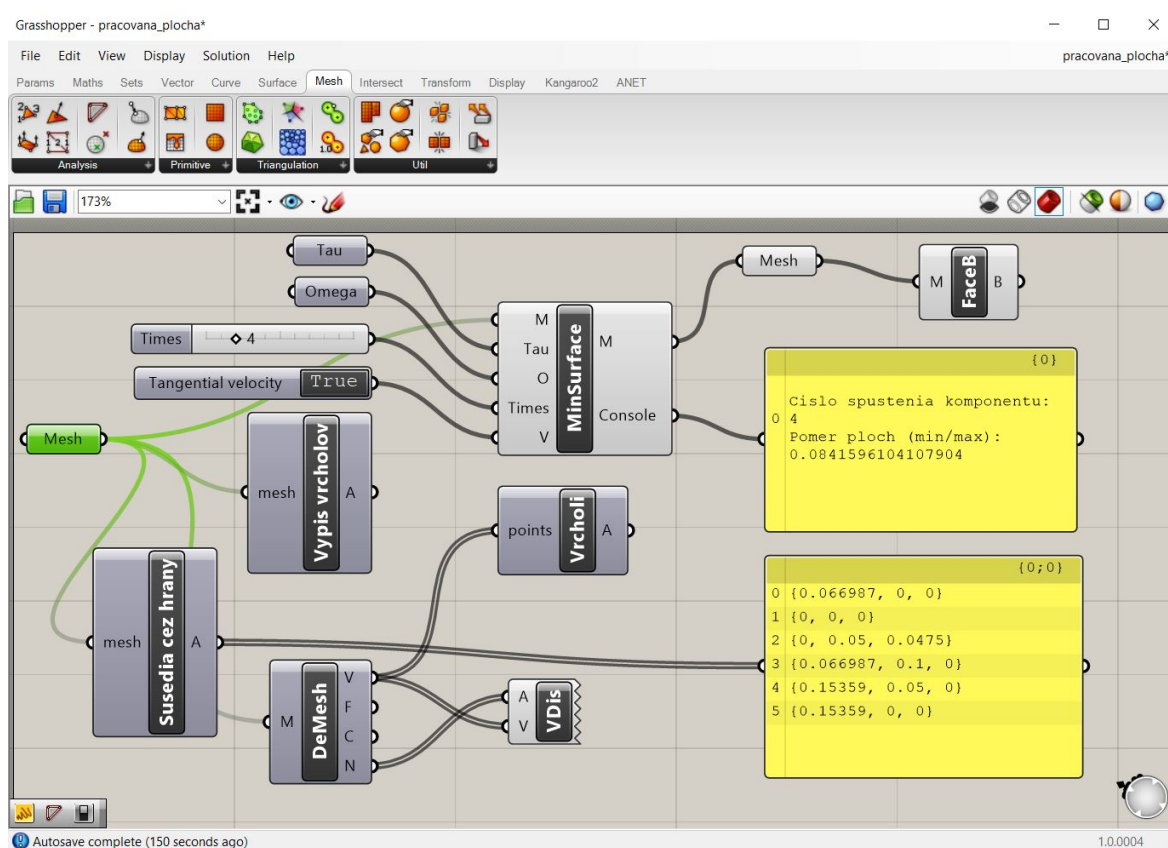 Grasshopper - pracovana_plocha*
File Edit View Display Solution Help pracovana_plocha*
Params Maths Sets Vector Curve Surface Mesh Intersect Transform Display Kangaroo2 ANET
Analysis Primitive Triangulation Util
173%
Tau
Omega
Times 4
Tangential velocity True
Mesh
M
Tau
O
Times
V
MinSurface
M
Console
Mesh
M FaceB B
{0}
Cislo spustenia komponentu:
0 4
Pomer ploch (min/max):
0.0841596104107904
mesh Vypis vrcholov A
points Vrcholi A
mesh Susedia cez hrany A
M DeMesh
V
F
C
N
A
V
VDis
{0;0}
0 {0.066987, 0, 0}
1 {0, 0, 0}
2 {0, 0.05, 0.0475}
3 {0.066987, 0.1, 0}
4 {0.15359, 0.05, 0}
5 {0.15359, 0, 0}
Autosave complete (150 seconds ago) 1.0.0004